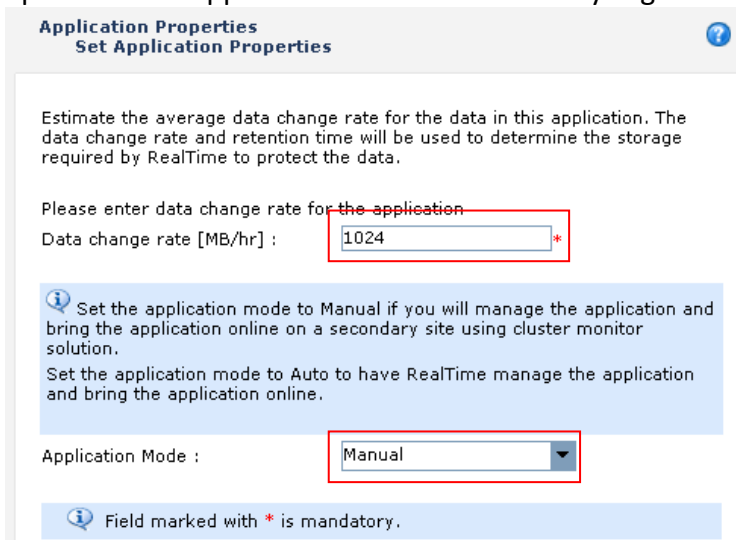 Application Properties
Set Application Properties
Estimate the average data change rate for the data in this application. The
data change rate and retention time will be used to determine the storage
required by RealTime to protect the data.
Please enter data change rate for the application
Data change rate [MB/hr] : 1024 *
Set the application mode to Manual if you will manage the application and
bring the application online on a secondary site using cluster monitor
solution.
Set the application mode to Auto to have RealTime manage the application
and bring the application online.
Application Mode : Manual
Field marked with * is mandatory.